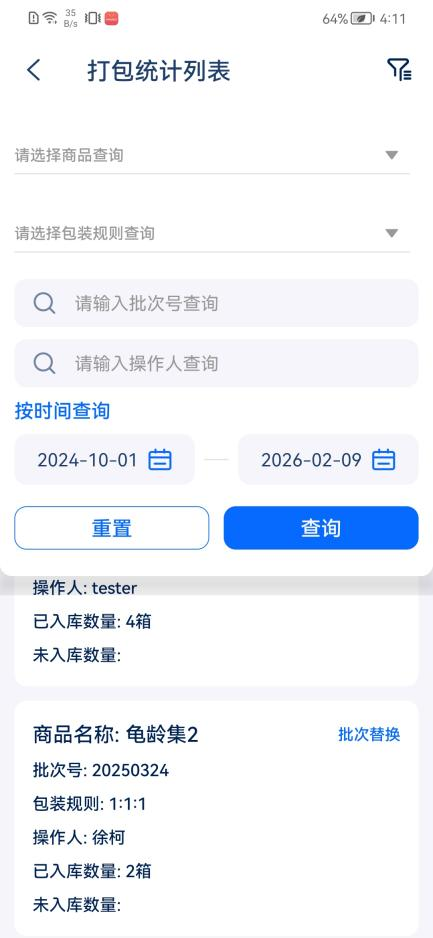 35
B/s
64%
4:11
打包统计列表
请选择商品查询
请选择包装规则查询
请输入批次号查询
请输入操作人查询
按时间查询
2024-10-01
2026-02-09
重置
查询
操作人: tester
已入库数量: 4箱
未入库数量:
商品名称: 龟龄集2
批次替换
批次号: 20250324
包装规则: 1:1:1
操作人: 徐柯
已入库数量: 2箱
未入库数量: